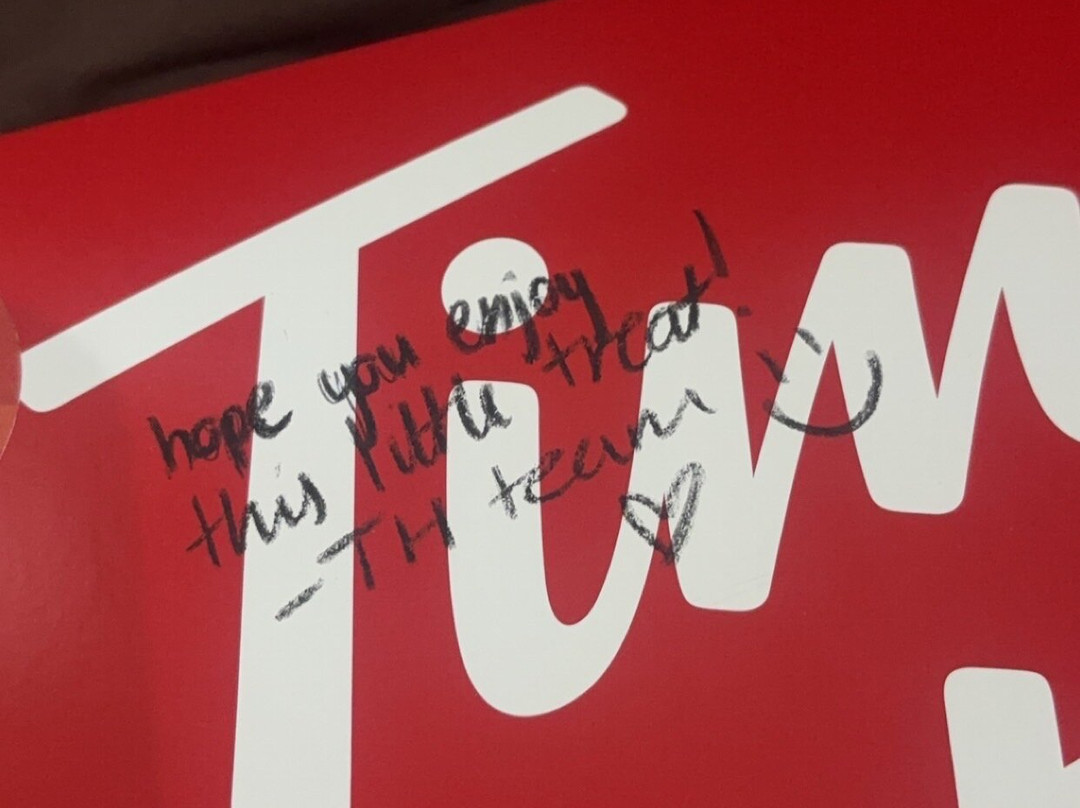 Tim
hope you enjoy
this little treat!
- TH team